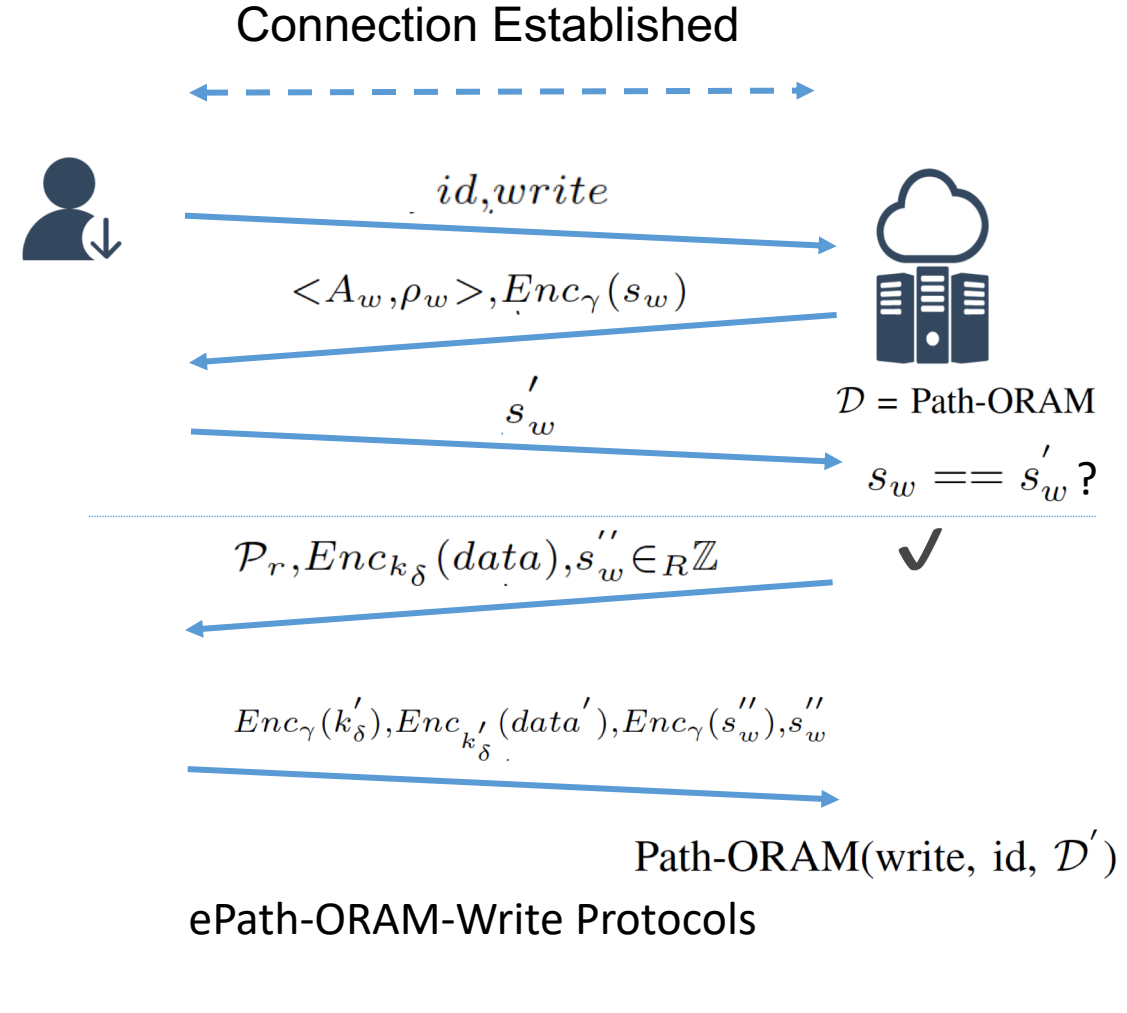 Connection Established
id,write
<A_w,ρ_w>,Enc_γ(s_w)
s'_w
𝒟 = Path-ORAM
s_w == s'_w ?
𝒫_r,Enc_{k_δ}(data),s''_w ∈_R ℤ
Enc_γ(k'_δ),Enc_{k'_δ}(data'),Enc_γ(s''_w),s''_w
Path-ORAM(write, id, 𝒟')
ePath-ORAM-Write Protocols